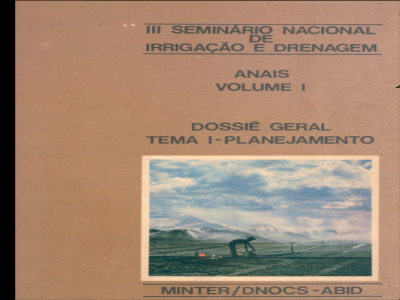 III SEMINÁRIO NACIONAL
DE
IRRIGAÇÃO E DRENAGEM
ANAIS
VOLUME I
DOSSIÊ GERAL
TEMA I-PLANEJAMENTO
MINTER/DNOCS-ABID